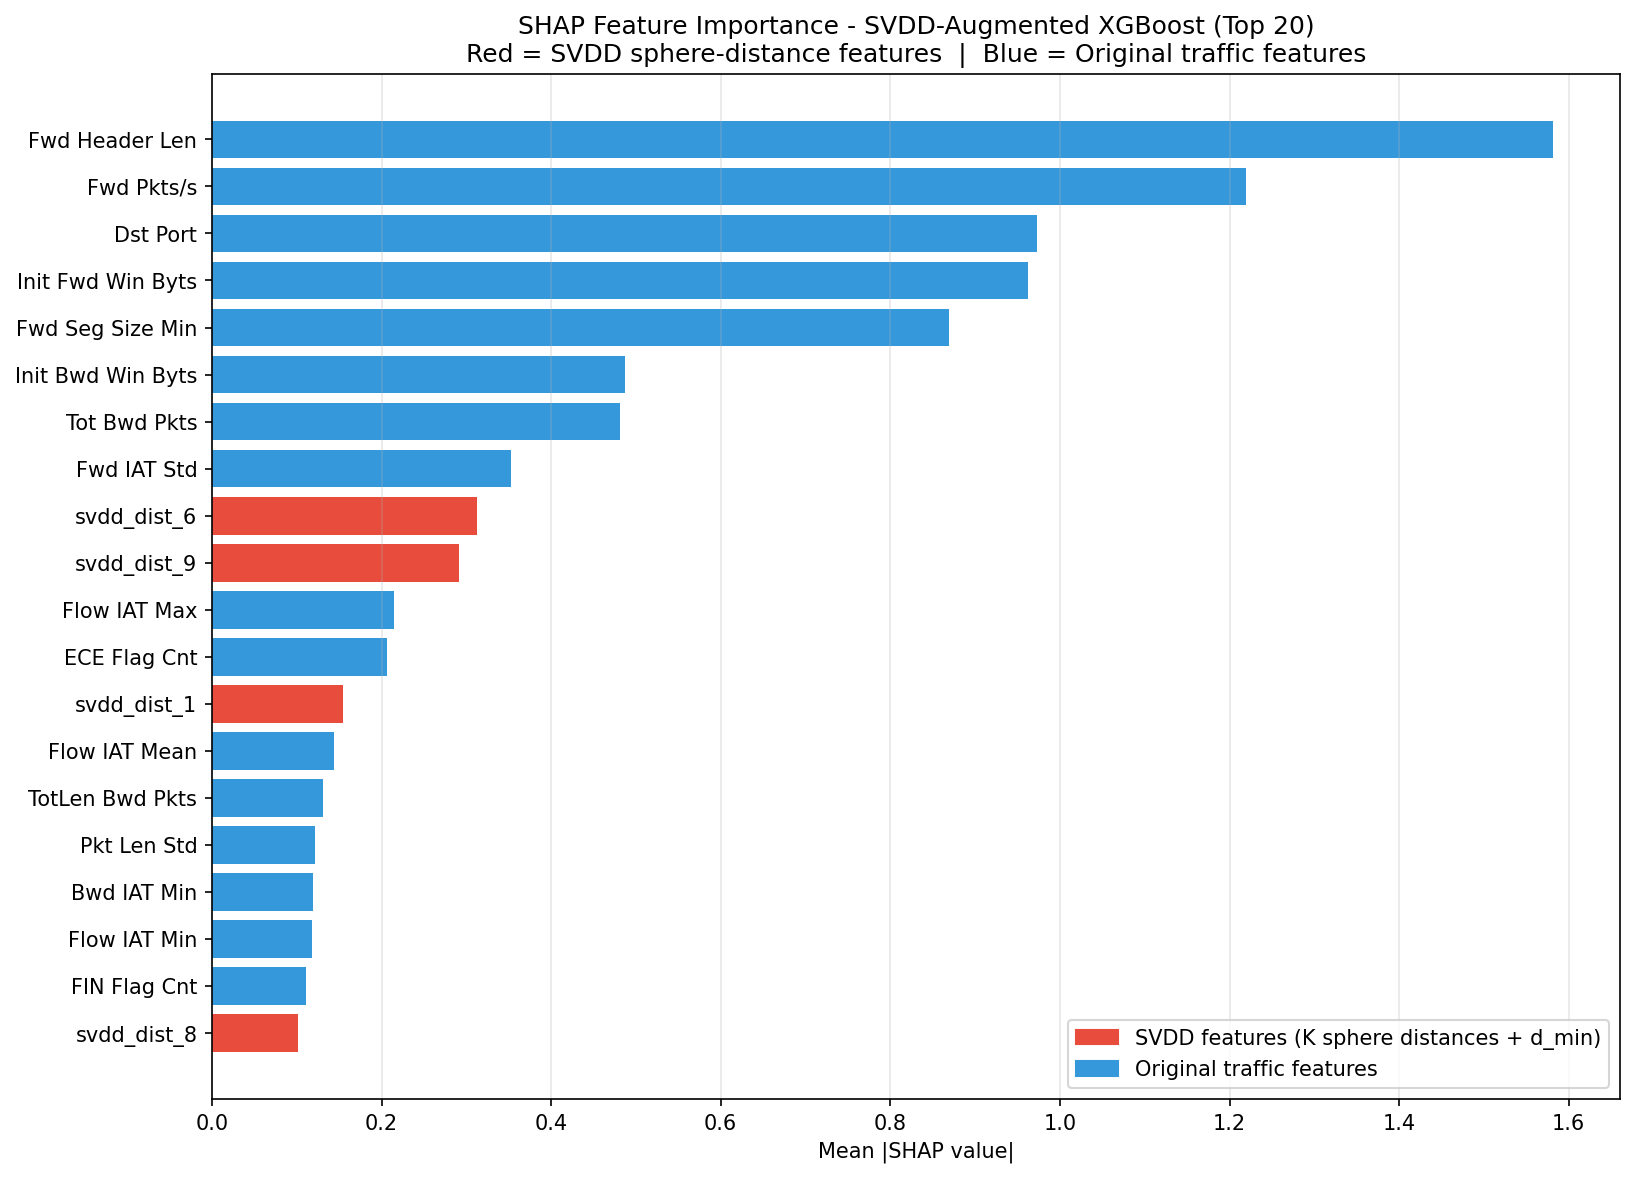 SHAP Feature Importance - SVDD-Augmented XGBoost (Top 20)
Red = SVDD sphere-distance features | Blue = Original traffic features
Fwd Header Len
Fwd Pkts/s
Dst Port
Init Fwd Win Byts
Fwd Seg Size Min
Init Bwd Win Byts
Tot Bwd Pkts
Fwd IAT Std
svdd_dist_6
svdd_dist_9
Flow IAT Max
ECE Flag Cnt
svdd_dist_1
Flow IAT Mean
TotLen Bwd Pkts
Pkt Len Std
Bwd IAT Min
Flow IAT Min
FIN Flag Cnt
svdd_dist_8
SVDD features (K sphere distances + d_min)
Original traffic features
0.0 0.2 0.4 0.6 0.8 1.0 1.2 1.4 1.6
Mean |SHAP value|